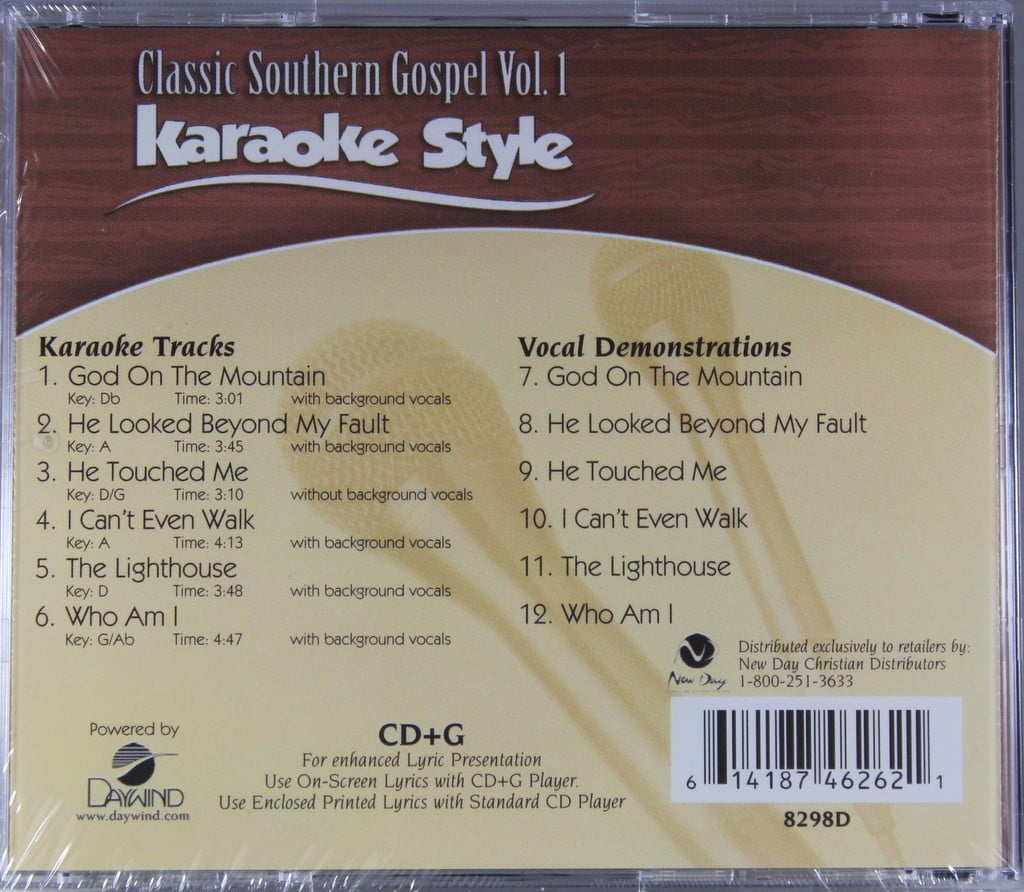 Classic Southern Gospel Vol. 1
Karaoke Style
Karaoke Tracks
1. God On The Mountain
Key: Db Time: 3:01 with background vocals
2. He Looked Beyond My Fault
Key: A Time: 3:45 with background vocals
3. He Touched Me
Key: D/G Time: 3:10 without background vocals
4. I Can't Even Walk
Key: A Time: 4:13 with background vocals
5. The Lighthouse
Key: D Time: 3:48 with background vocals
6. Who Am I
Key: G/Ab Time: 4:47 with background vocals
Vocal Demonstrations
7. God On The Mountain
8. He Looked Beyond My Fault
9. He Touched Me
10. I Can't Even Walk
11. The Lighthouse
12. Who Am I
New Day
Distributed exclusively to retailers by:
New Day Christian Distributors
1-800-251-3633
Powered by
DAYWIND
www.daywind.com
CD+G
For enhanced Lyric Presentation
Use On-Screen Lyrics with CD+G Player.
Use Enclosed Printed Lyrics with Standard CD Player
6 14187 46262 1
8298D